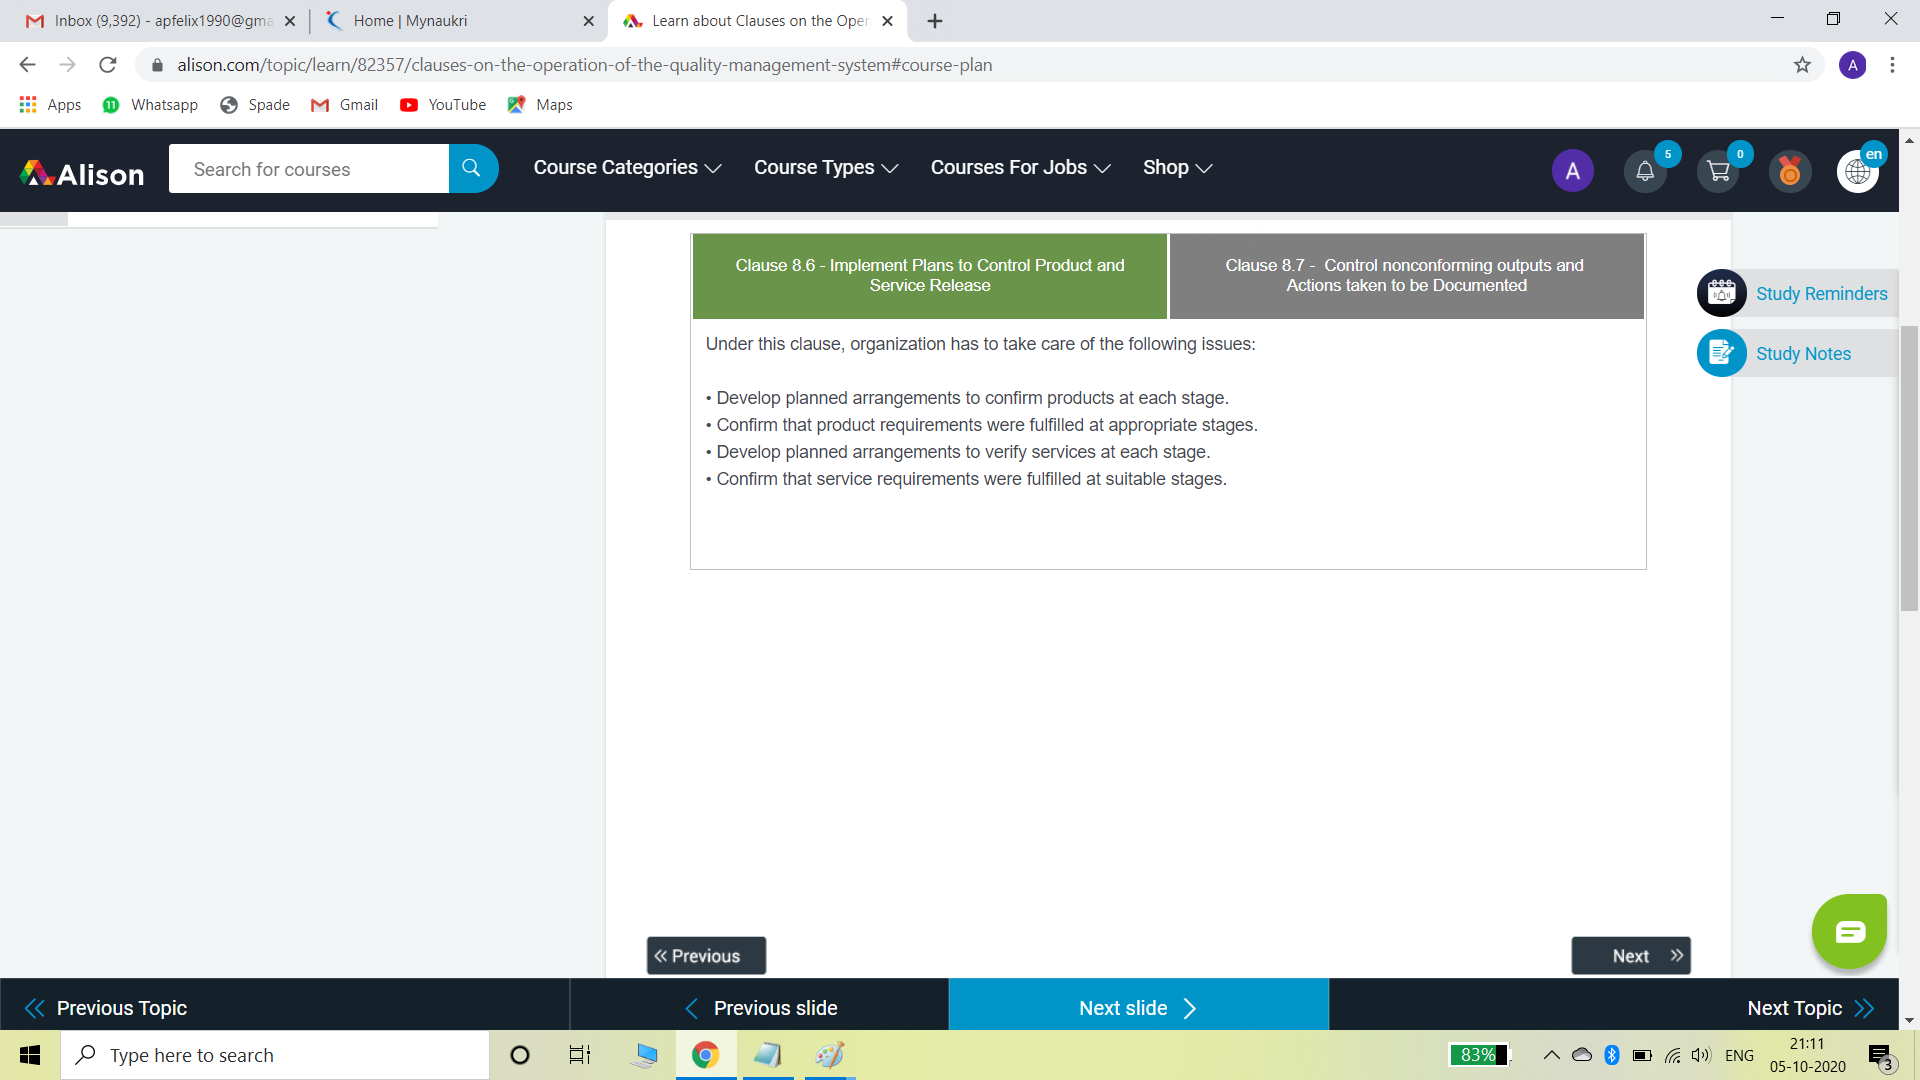 Inbox (9,392) - apfelix1990@gma
Home | Mynaukri
Learn about Clauses on the Oper
alison.com/topic/learn/82357/clauses-on-the-operation-of-the-quality-management-system#course-plan
A
Apps
11
Whatsapp
Spade
Gmail
YouTube
Maps
Alison
Search for courses
Course Categories
Course Types
Courses For Jobs
Shop
A
5
0
en
Clause 8.6 - Implement Plans to Control Product and
Service Release
Clause 8.7 - Control nonconforming outputs and
Actions taken to be Documented
Study Reminders
Study Notes
Under this clause, organization has to take care of the following issues:
• Develop planned arrangements to confirm products at each stage.
• Confirm that product requirements were fulfilled at appropriate stages.
• Develop planned arrangements to verify services at each stage.
• Confirm that service requirements were fulfilled at suitable stages.
Previous
Next
Previous Topic
Previous slide
Next slide
Next Topic
Type here to search
83%
ENG
21:11
05-10-2020
3